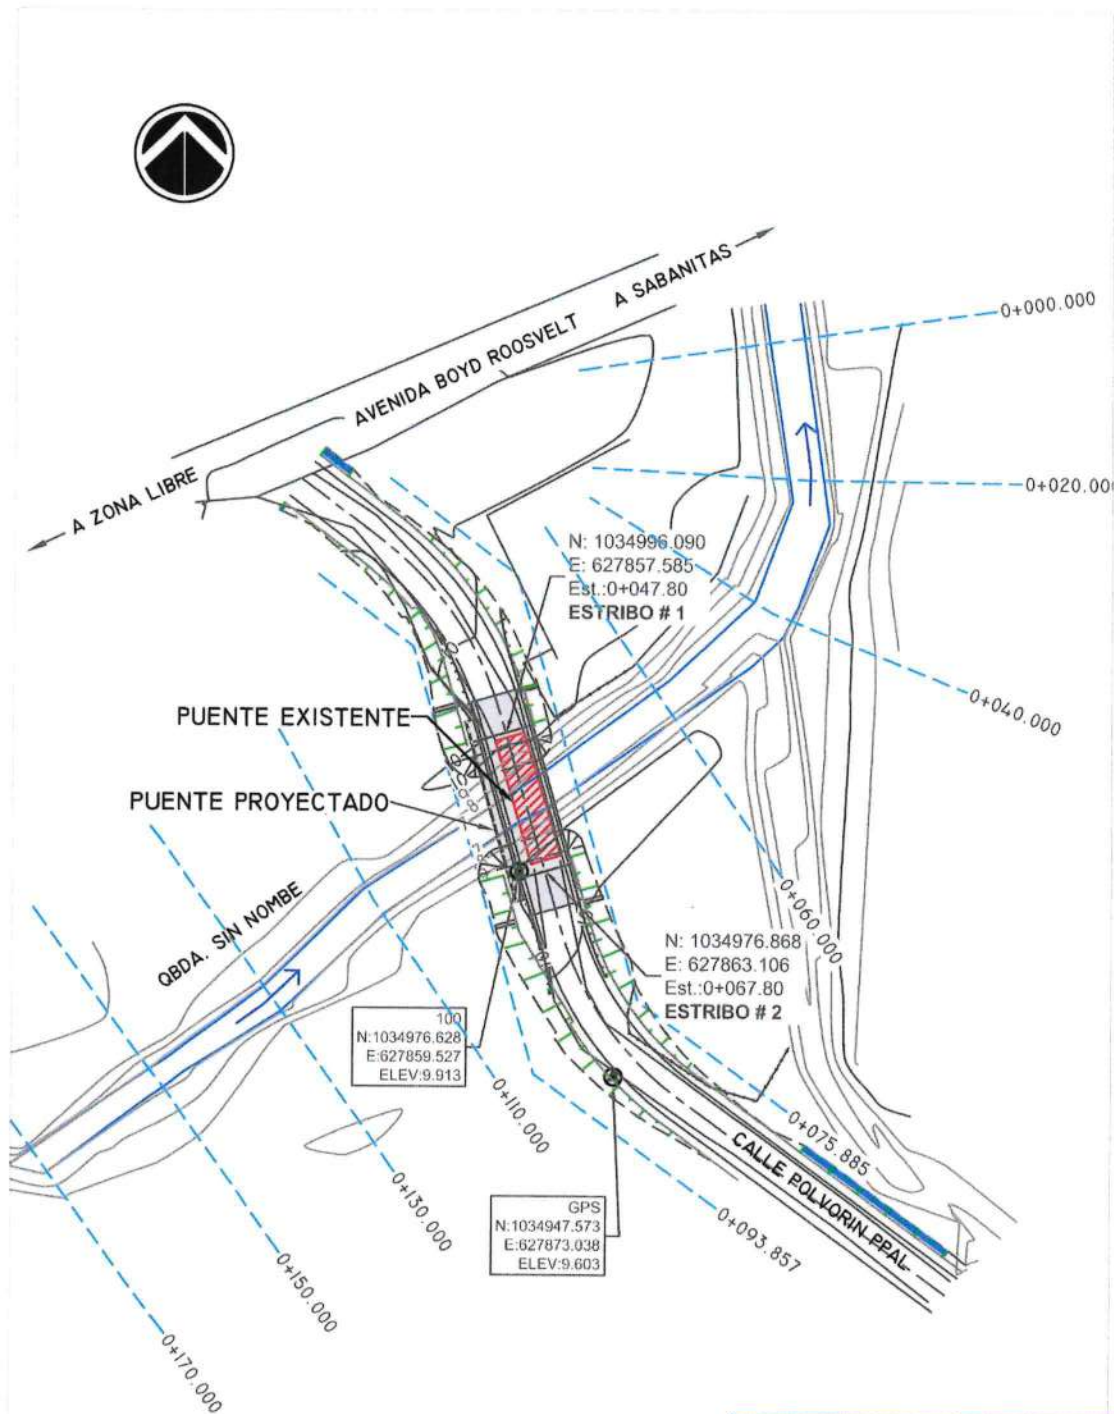 0+000.000
A SABANITAS
AVENIDA BOYD ROOSVELT
A ZONA LIBRE
0+020.00
N: 1034996.090
E: 627857.585
Est.:0+047.80
ESTRIBO # 1
0+040.000
PUENTE EXISTENTE
PUENTE PROYECTADO
0+060.000
QBDA. SIN NOMBE
N: 1034976.868
E: 627863.106
Est.:0+067.80
ESTRIBO # 2
100
N:1034976.628
E:627859.527
ELEV:9.913
0+110.000
0+075.885
CALLE POLVORIN PPAL
0+130.000
GPS
N:1034947.573
E:627873.038
ELEV:9.603
0+093.857
0+150.000
0+170.000